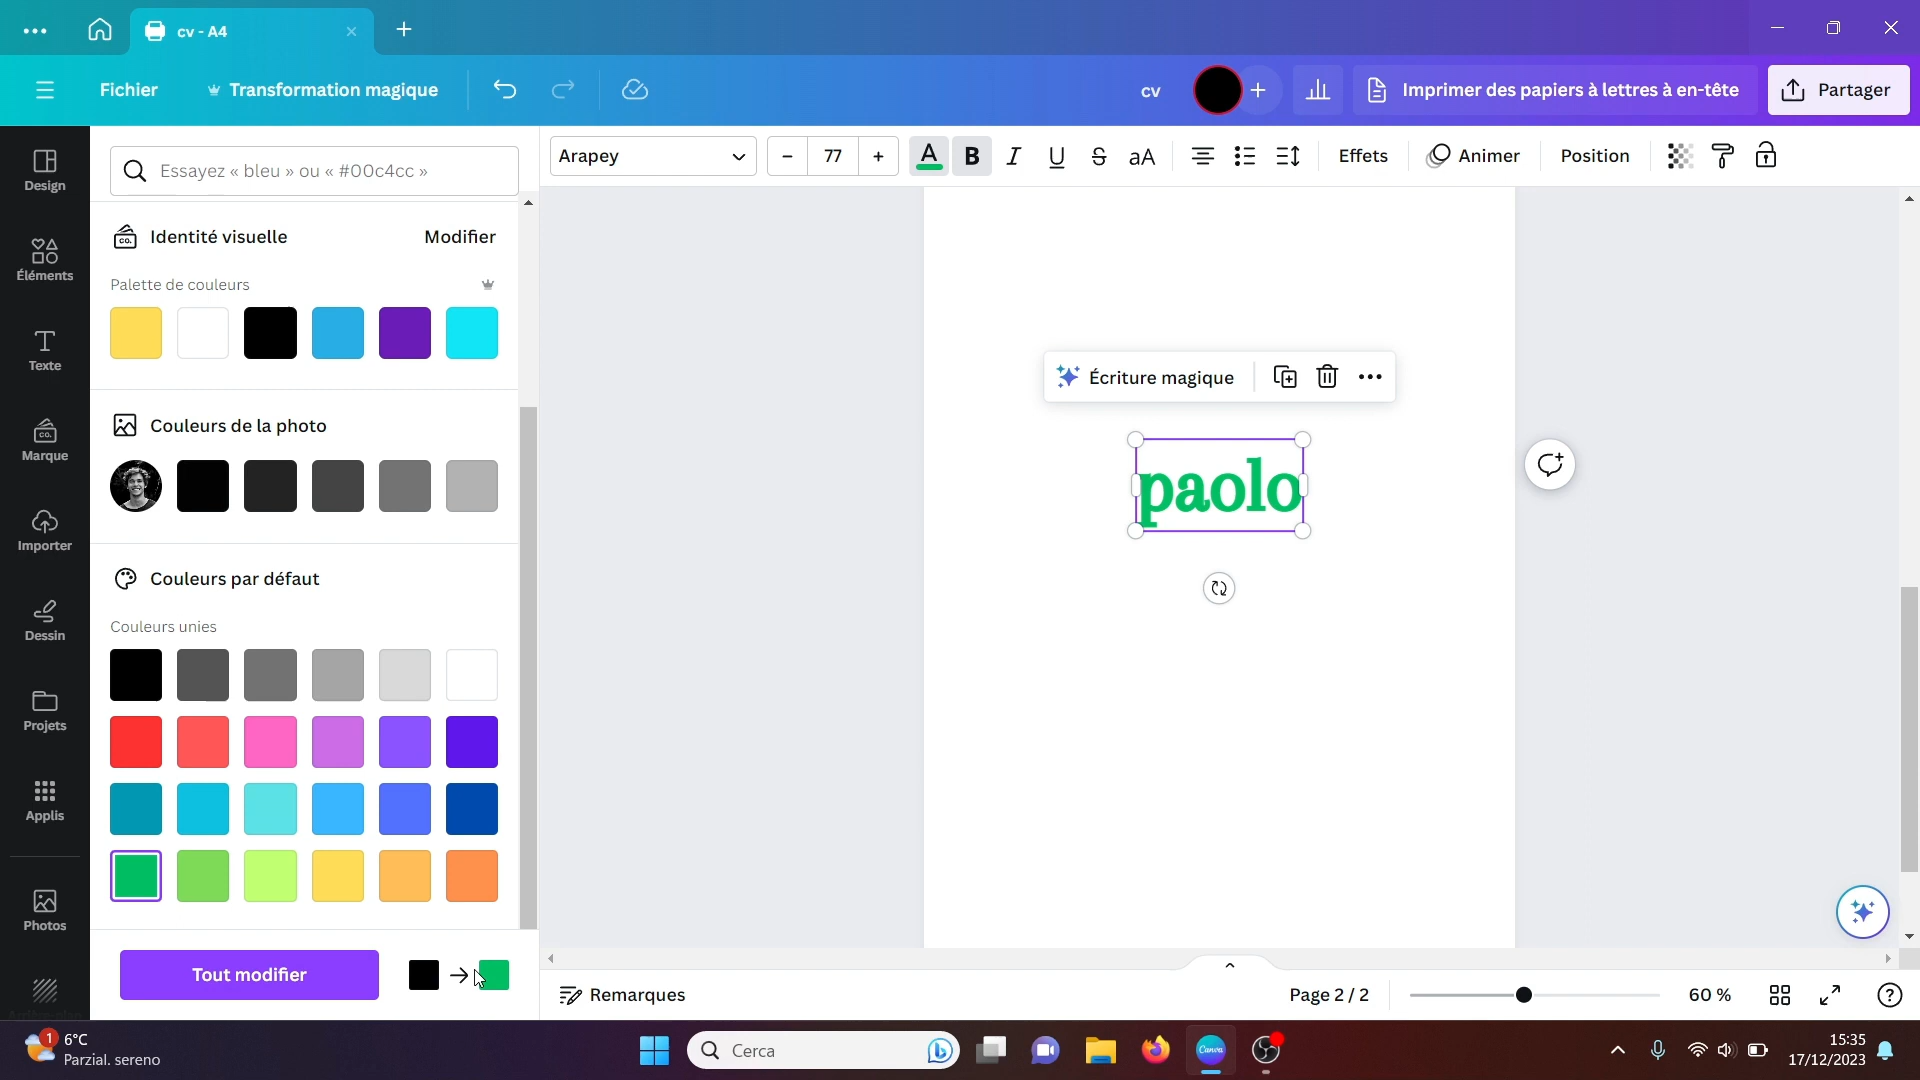 cv - A4
Fichier
Transformation magique
cv
Imprimer des papiers à lettres à en-tête
Partager
Essayez « bleu » ou « #00c4cc »
Arapey
77
A
B
I
U
S
aA
Effets
Animer
Position
Design
Éléments
Texte
Marque
Importer
Dessin
Projets
Applis
Photos
Identité visuelle
Modifier
Palette de couleurs
Couleurs de la photo
Couleurs par défaut
Couleurs unies
Tout modifier
Écriture magique
paolo
Remarques
Page 2 / 2
60 %
1
6°C
Parzial. sereno
Cerca
Canva
15:35
17/12/2023